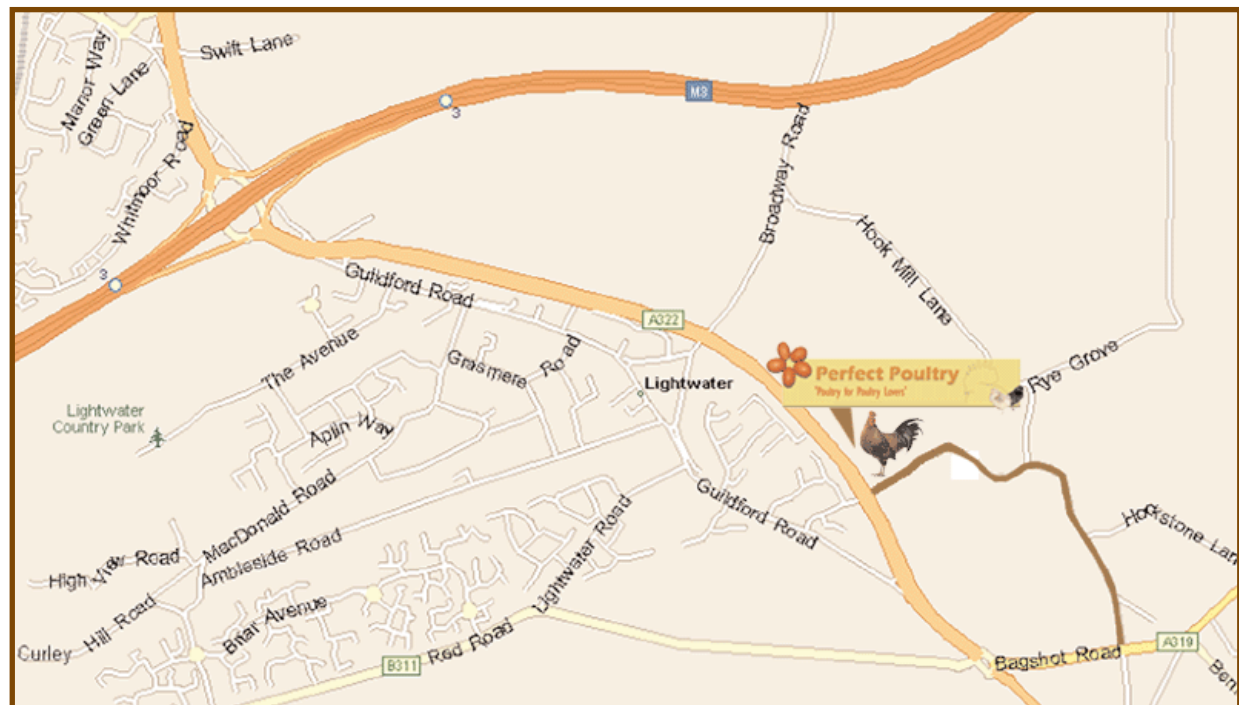 Swift Lane
Manor Way
Green Lane
Whitmoor Road
3
M3
Broadway Road
3
Guildford Road
Hook Mill Lane
A322
The Avenue
Grasmere Road
Lightwater
Perfect Poultry
'Poultry for Poultry Lovers'
Rye Grove
Lightwater
Country Park
Aplin Way
Guildford Road
MacDonald Road
Lightwater Road
Ambleside Road
High View Road
Hookstone Lan
Hill Road
Curley
Briar Avenue
Red Road
B311
Bagshot Road
A319